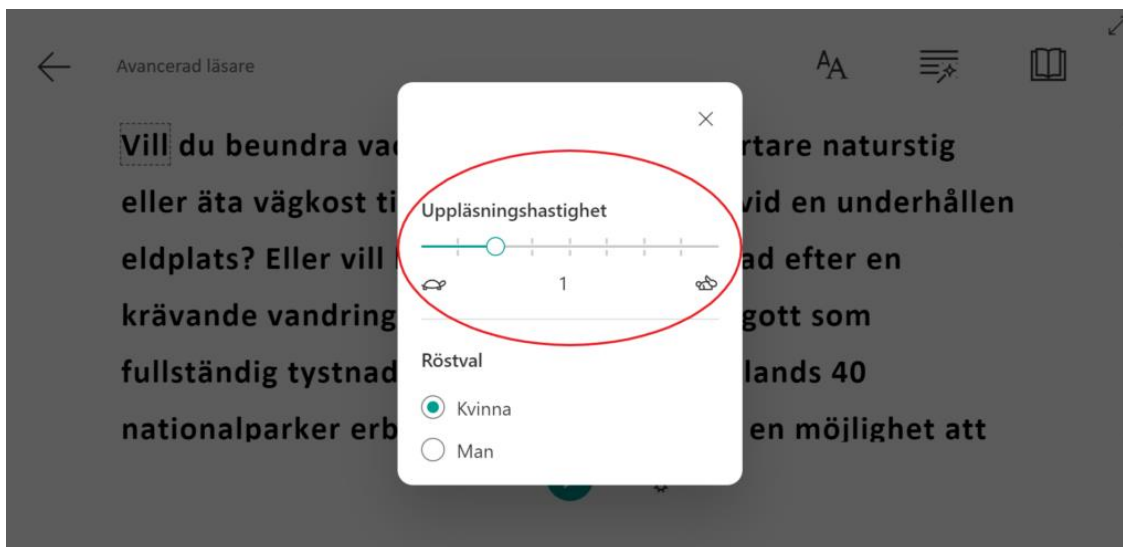 Avancerad läsare
AA
Vill du beundra va
rtare naturstig
eller äta vägkost ti
vid en underhållen
eldplats? Eller vill
ad efter en
krävande vandring
gott som
fullständig tystnad
lands 40
nationalparker erb
en möjlighet att
Uppläsningshastighet
1
Röstval
Kvinna
Man